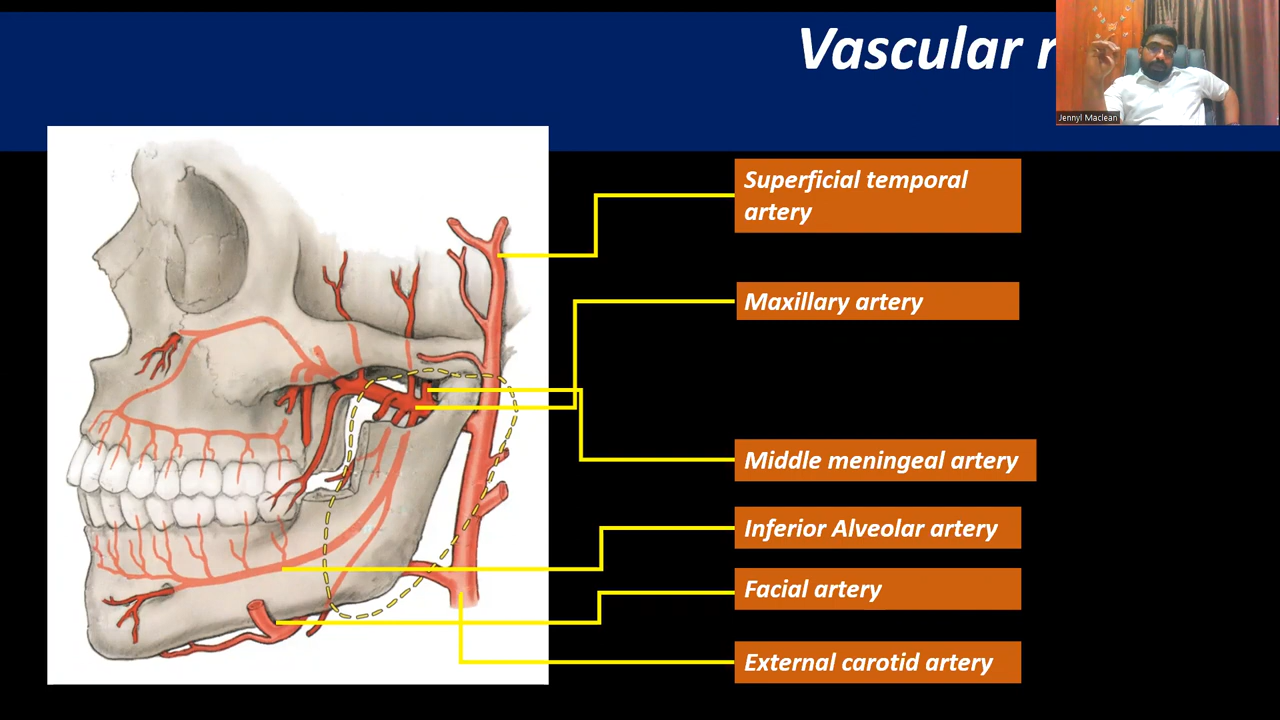 Vascular
Jennyl Maclean
Superficial temporal
artery
Maxillary artery
Middle meningeal artery
Inferior Alveolar artery
Facial artery
External carotid artery